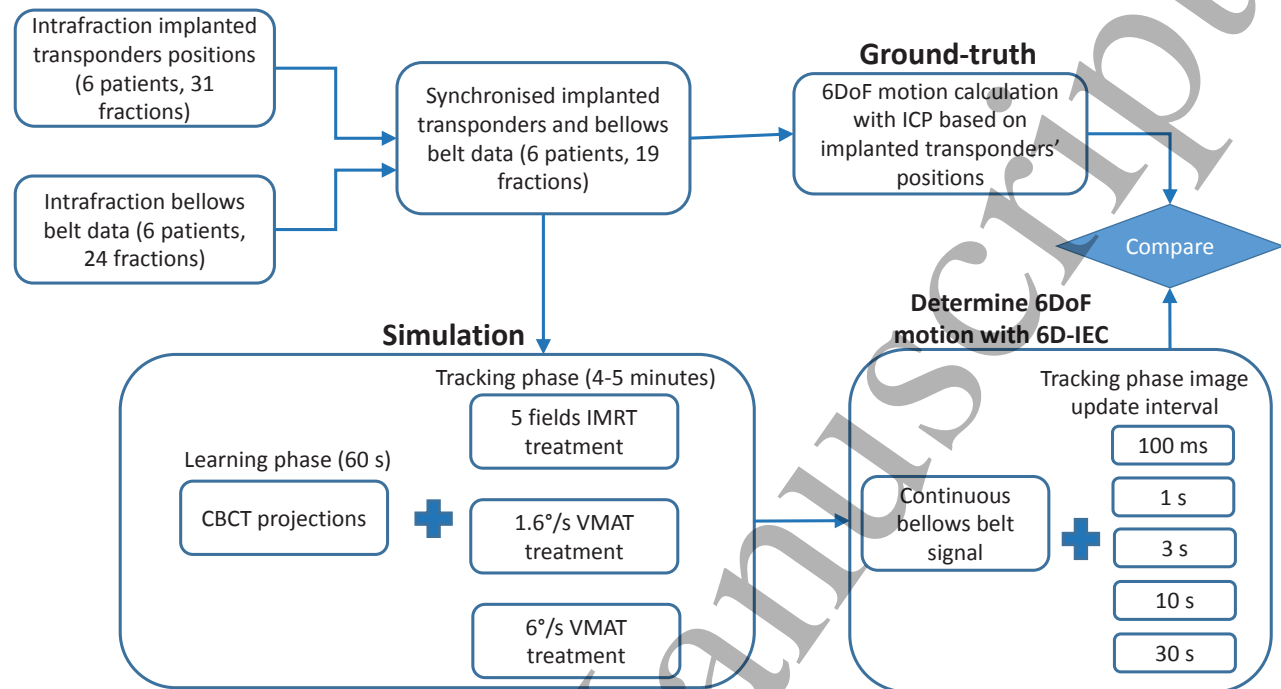 Intrafraction implanted
transponders positions
(6 patients, 31
fractions)
Intrafraction bellows
belt data (6 patients,
24 fractions)
Synchronised implanted
transponders and bellows
belt data (6 patients, 19
fractions)
Ground-truth
6DoF motion calculation
with ICP based on
implanted transponders’
positions
Compare
Simulation
Learning phase (60 s)
CBCT projections
Tracking phase (4-5 minutes)
5 fields IMRT
treatment
1.6°/s VMAT
treatment
6°/s VMAT
treatment
Determine 6DoF
motion with 6D-IEC
Continuous
bellows belt
signal
Tracking phase image
update interval
100 ms
1 s
3 s
10 s
30 s
anuscrip